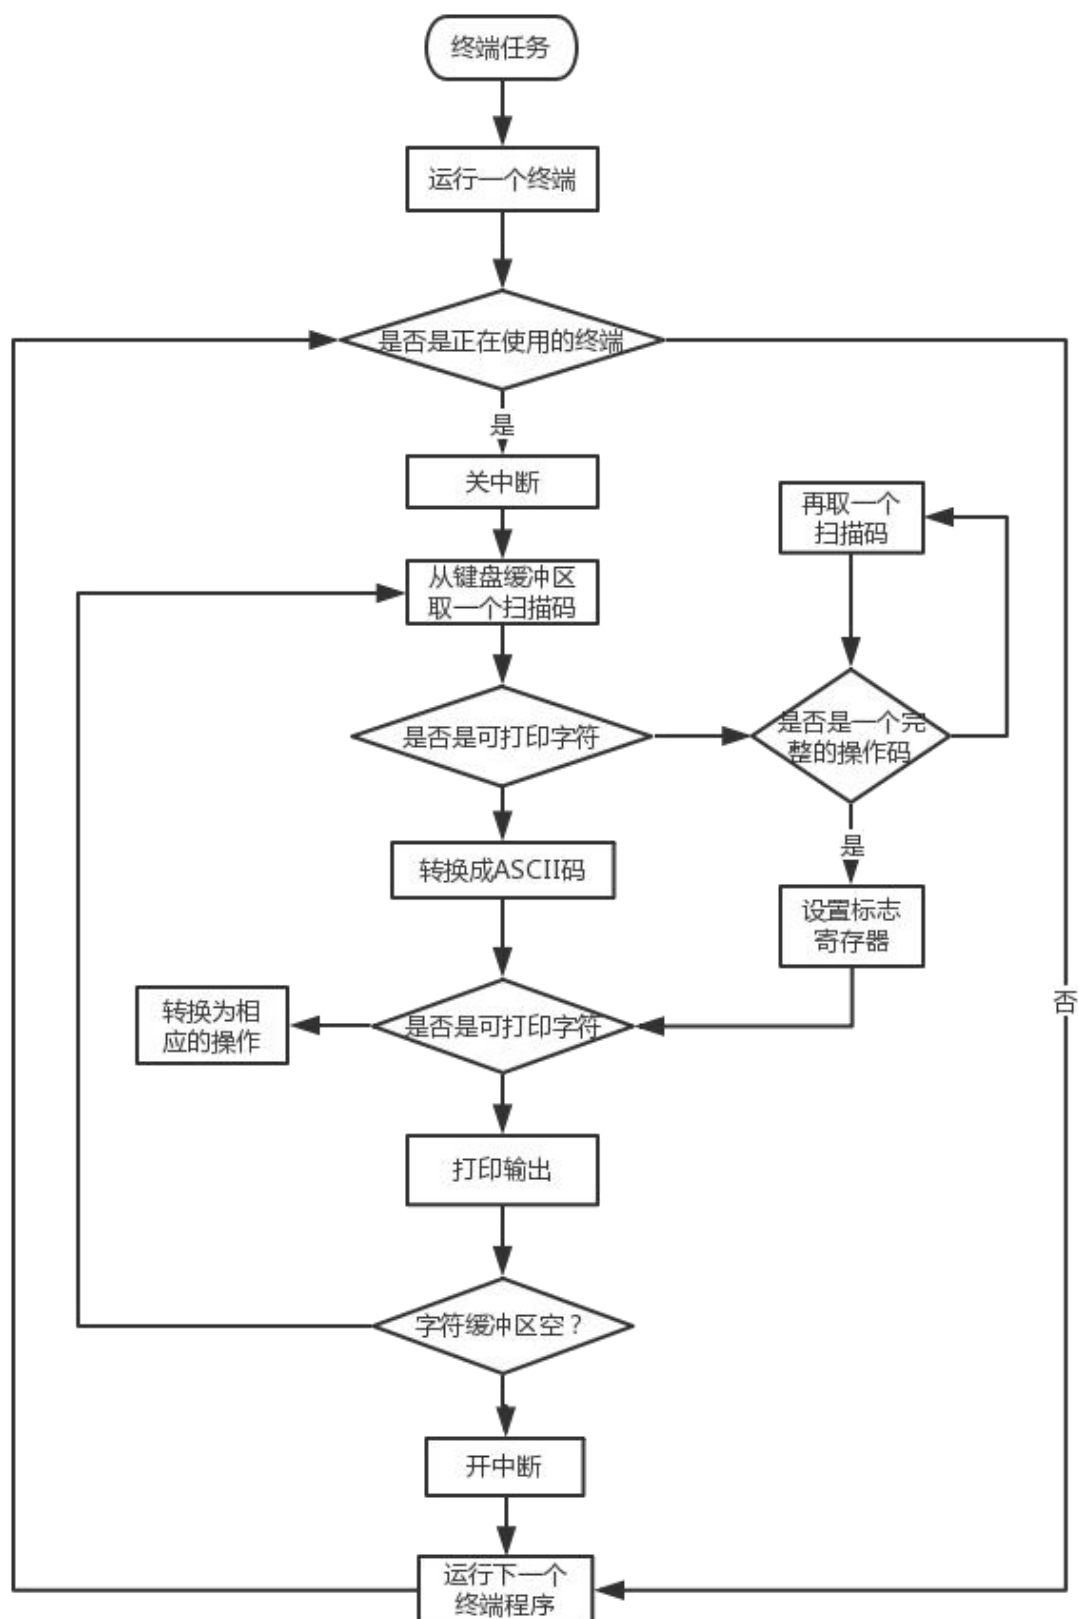 终端任务
运行一个终端
是否是正在使用的终端
是
关中断
从键盘缓冲区
取一个扫描码
再取一个
扫描码
是否是可打印字符
是否是一个完
整的操作码
是
转换成ASCII码
设置标志
寄存器
转换为相
应的操作
是否是可打印字符
否
打印输出
字符缓冲区空？
开中断
运行下一个
终端程序